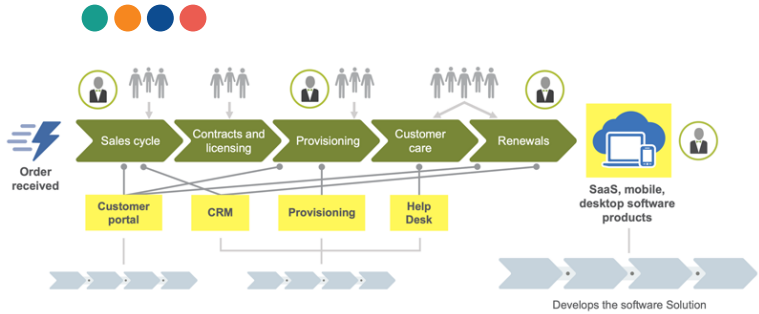 Sales cycle
Contracts and
licensing
Provisioning
Customer
care
Renewals
Order
received
Customer
portal
CRM
Provisioning
Help
Desk
SaaS, mobile,
desktop software
products
Develops the software Solution